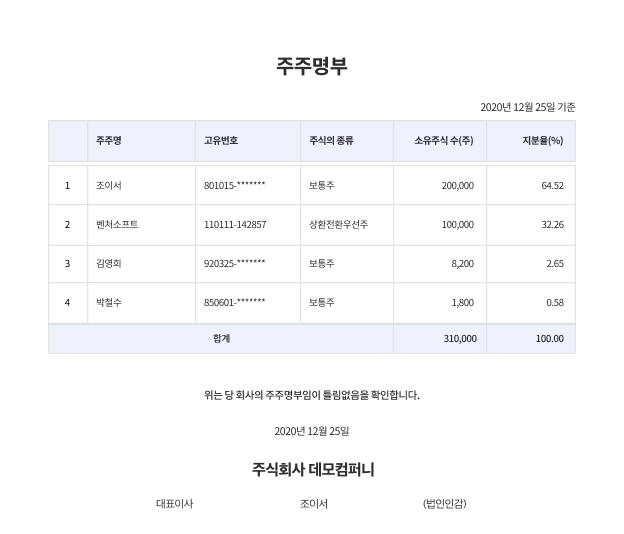 주주명부
2020년 12월 25일 기준
주주명 고유번호 주식의 종류 소유주식 수(주) 지분율(%)
1 조이서 801015-******* 보통주 200,000 64.52
2 벤처소프트 110111-142857 상환전환우선주 100,000 32.26
3 김영희 920325-******* 보통주 8,200 2.65
4 박철수 850601-******* 보통주 1,800 0.58
합계 310,000 100.00
위는 당 회사의 주주명부임이 틀림없음을 확인합니다.
2020년 12월 25일
주식회사 데모컴퍼니
대표이사 조이서 (법인인감)